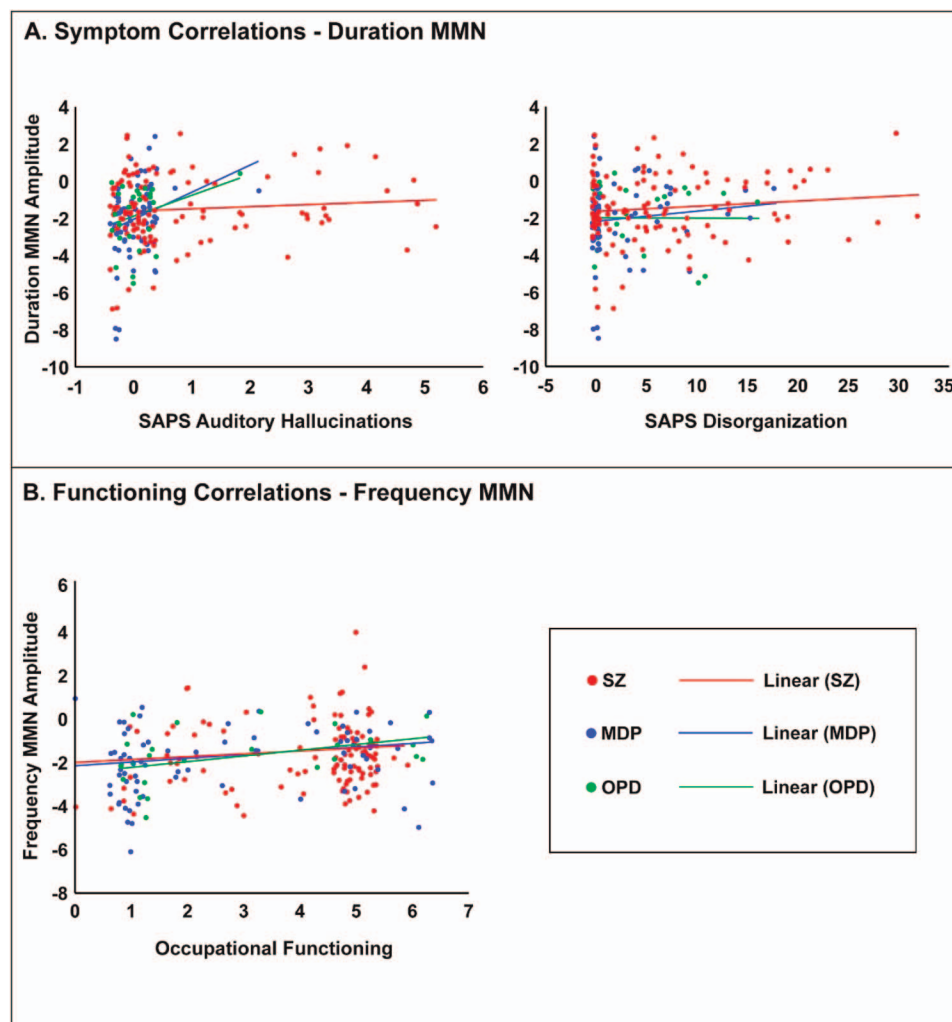 A. Symptom Correlations - Duration MMN
Duration MMN Amplitude
4
2
0
-2
-4
-6
-8
-10
-1 0 1 2 3 4 5 6
SAPS Auditory Hallucinations
4
2
0
-2
-4
-6
-8
-10
-5 0 5 10 15 20 25 30 35
SAPS Disorganization
B. Functioning Correlations - Frequency MMN
Frequency MMN Amplitude
6
4
2
0
-2
-4
-6
-8
0 1 2 3 4 5 6 7
Occupational Functioning
SZ Linear (SZ)
MDP Linear (MDP)
OPD Linear (OPD)